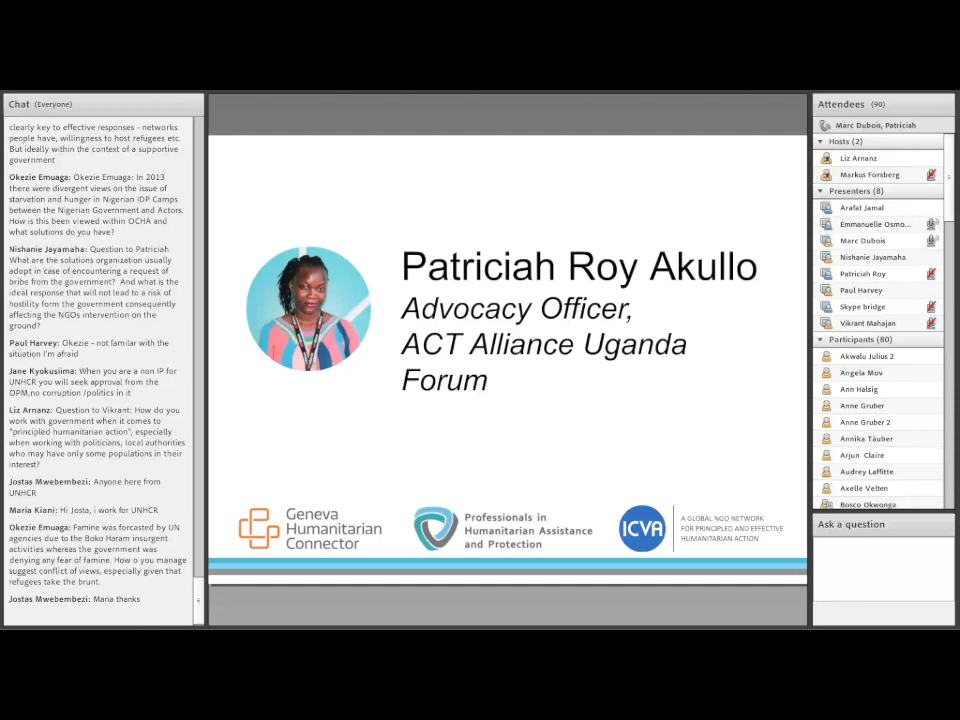 Chat (Everyone)
clearly key to effective responses - networks
people have, willingness to host refugees etc.
But ideally within the context of a supportive
government
Okezie Emuaga: Okezie Emuaga: In 2013
there were divergent views on the issue of
starvation and hunger in Nigerian IDP Camps
between the Nigerian Government and Actors.
How is this been viewed within OCHA and
what solutions do you have?
Nishanie Jayamaha: Question to Patriciah
What are the solutions organization usually
adopt in case of encountering a request of
bribe from the government? And what is the
ideal response that will not lead to a risk of
hostility from the government consequently
affecting the NGOs intervention on the
ground?
Paul Harvey: Okezie - not familar with the
situation I'm afraid
Jane Kyokusiima: When you are a non IP for
UNHCR you will seek approval from the
OPM,no corruption /politics in it
Liz Arnanz: Question to Vikrant: How do you
work with government when it comes to
"principled humanitarian action", especially
when working with politicians, local authorities
who may have only some populations in their
interest?
Jostas Mwebembezi: Anyone here from
UNHCR
Maria Kiani: Hi Josta, i work for UNHCR
Okezie Emuaga: Famine was forcasted by UN
agencies due to the Boko Haram insurgent
activities whereas the government was
denying any fear of famine. How o you manage
suggest conflict of views, especially given that
refugees take the brunt.
Jostas Mwebembezi: Maria thanks
Patriciah Roy Akullo
Advocacy Officer,
ACT Alliance Uganda
Forum
Geneva
Humanitarian
Connector
Professionals in
Humanitarian Assistance
and Protection
ICVA
A GLOBAL NGO NETWORK
FOR PRINCIPLED AND EFFECTIVE
HUMANITARIAN ACTION
Attendees (90)
Marc Dubois, Patriciah
Hosts (2)
Liz Arnanz
Markus Forsberg
Presenters (8)
Arafat Jamal
Emmanuelle Osmo...
Marc Dubois
Nishanie Jayamaha
Patriciah Roy
Paul Harvey
Skype bridge
Vikrant Mahajan
Participants (80)
Akwalu Julius 2
Angela Mov
Ann Halsig
Anne Gruber
Anne Gruber 2
Annika Täuber
Arjun Claire
Audrey Laffitte
Axelle Velten
Bosco Okwonga
Ask a question